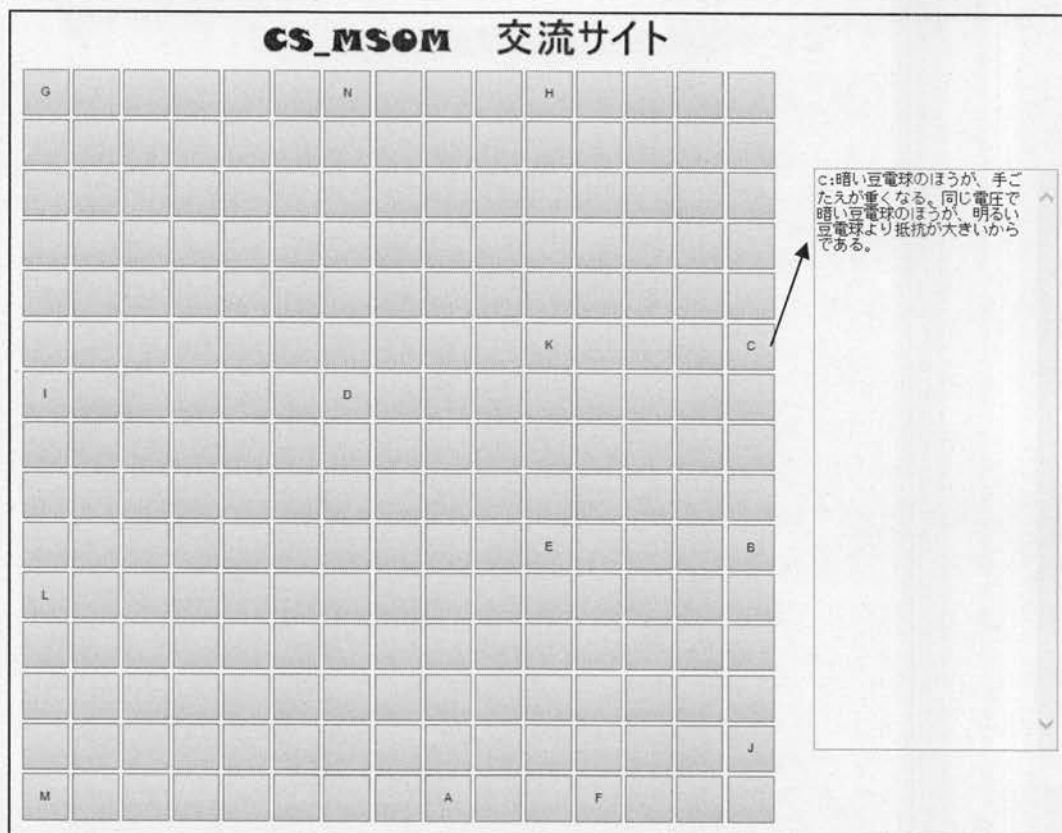 CS_MSOM 交流サイト
G N H
K C
I D
E B
L
J
M A F
C:暗い豆電球のほうが、手ご
たえが重くなる。同じ電圧で
暗い豆電球のほうが、明るい
豆電球より抵抗が大きいから
である。